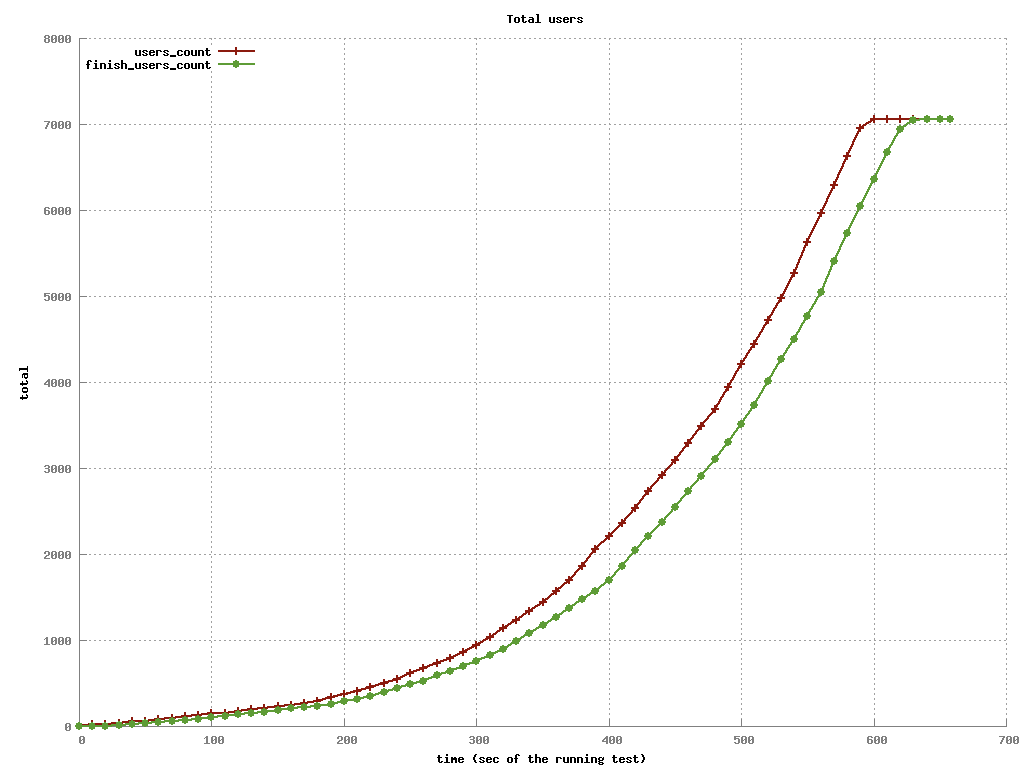 Total users
users_count
finish_users_count
8000
7000
6000
5000
4000
3000
2000
1000
0
total
0 100 200 300 400 500 600 700
time (sec of the running test)